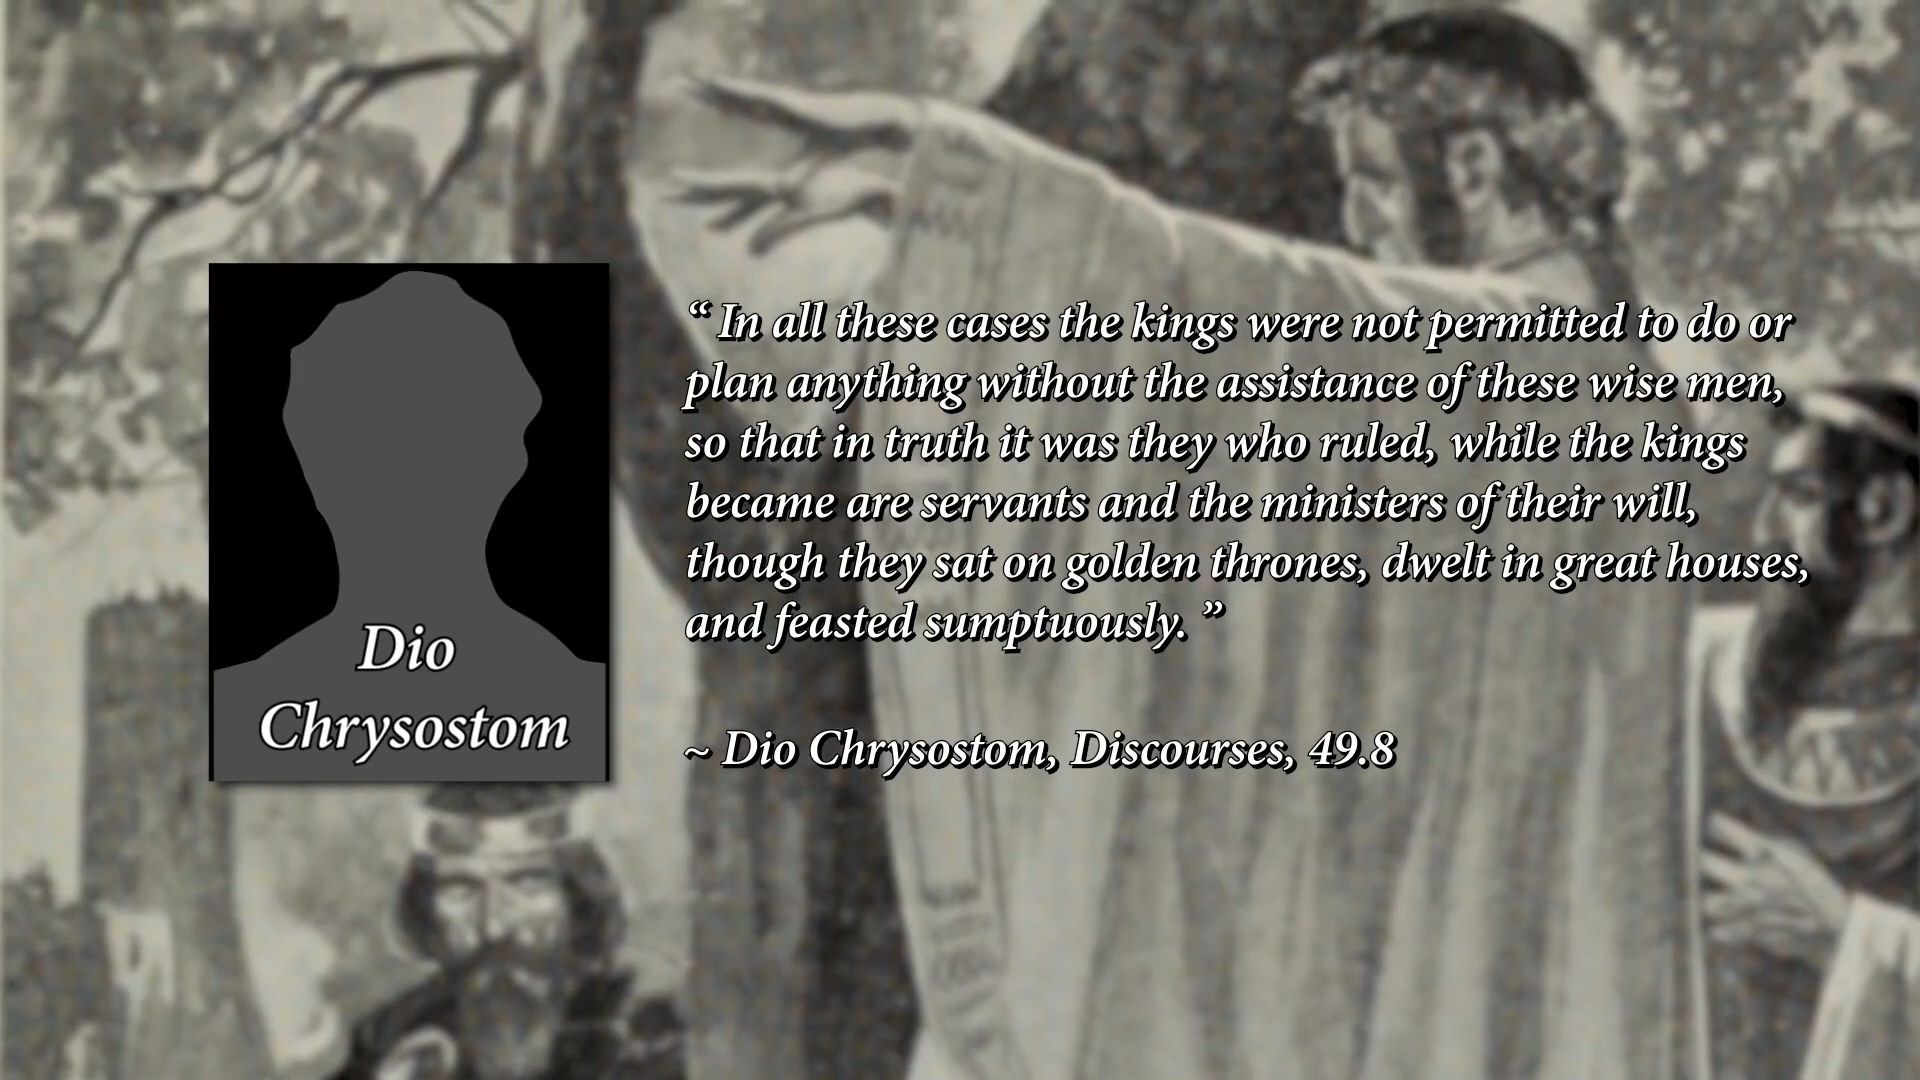 Dio
Chrysostom
“ In all these cases the kings were not permitted to do or
plan anything without the assistance of these wise men,
so that in truth it was they who ruled, while the kings
became are servants and the ministers of their will,
though they sat on golden thrones, dwelt in great houses,
and feasted sumptuously. ”
~ Dio Chrysostom, Discourses, 49.8